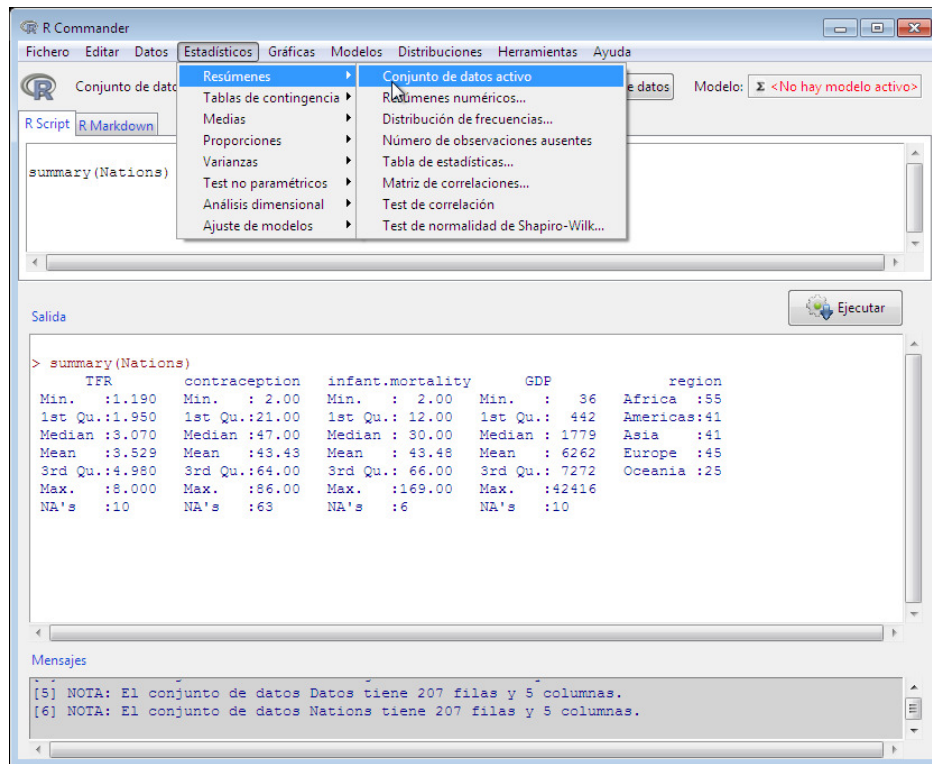 R Commander
Fichero Editar Datos Estadísticos Gráficas Modelos Distribuciones Herramientas Ayuda
R Conjunto de dato e datos Modelo: Σ <No hay modelo activo>
Resúmenes
Tablas de contingencia
Medias
Proporciones
Varianzas
Test no paramétricos
Análisis dimensional
Ajuste de modelos
Conjunto de datos activo
Resúmenes numéricos...
Distribución de frecuencias...
Número de observaciones ausentes
Tabla de estadísticas...
Matriz de correlaciones...
Test de correlación
Test de normalidad de Shapiro-Wilk...
R Script R Markdown
summary(Nations)
Ejecutar
Salida
> summary(Nations)
TFR contraception infant.mortality GDP region
Min. :1.190 Min. : 2.00 Min. : 2.00 Min. : 36 Africa :55
1st Qu.:1.950 1st Qu.:21.00 1st Qu.: 12.00 1st Qu.: 442 Americas:41
Median :3.070 Median :47.00 Median : 30.00 Median : 1779 Asia :41
Mean :3.529 Mean :43.43 Mean : 43.48 Mean : 6262 Europe :45
3rd Qu.:4.980 3rd Qu.:64.00 3rd Qu.: 66.00 3rd Qu.: 7272 Oceania :25
Max. :8.000 Max. :86.00 Max. :169.00 Max. :42416
NA's :10 NA's :63 NA's :6 NA's :10
Mensajes
[5] NOTA: El conjunto de datos Datos tiene 207 filas y 5 columnas.
[6] NOTA: El conjunto de datos Nations tiene 207 filas y 5 columnas.